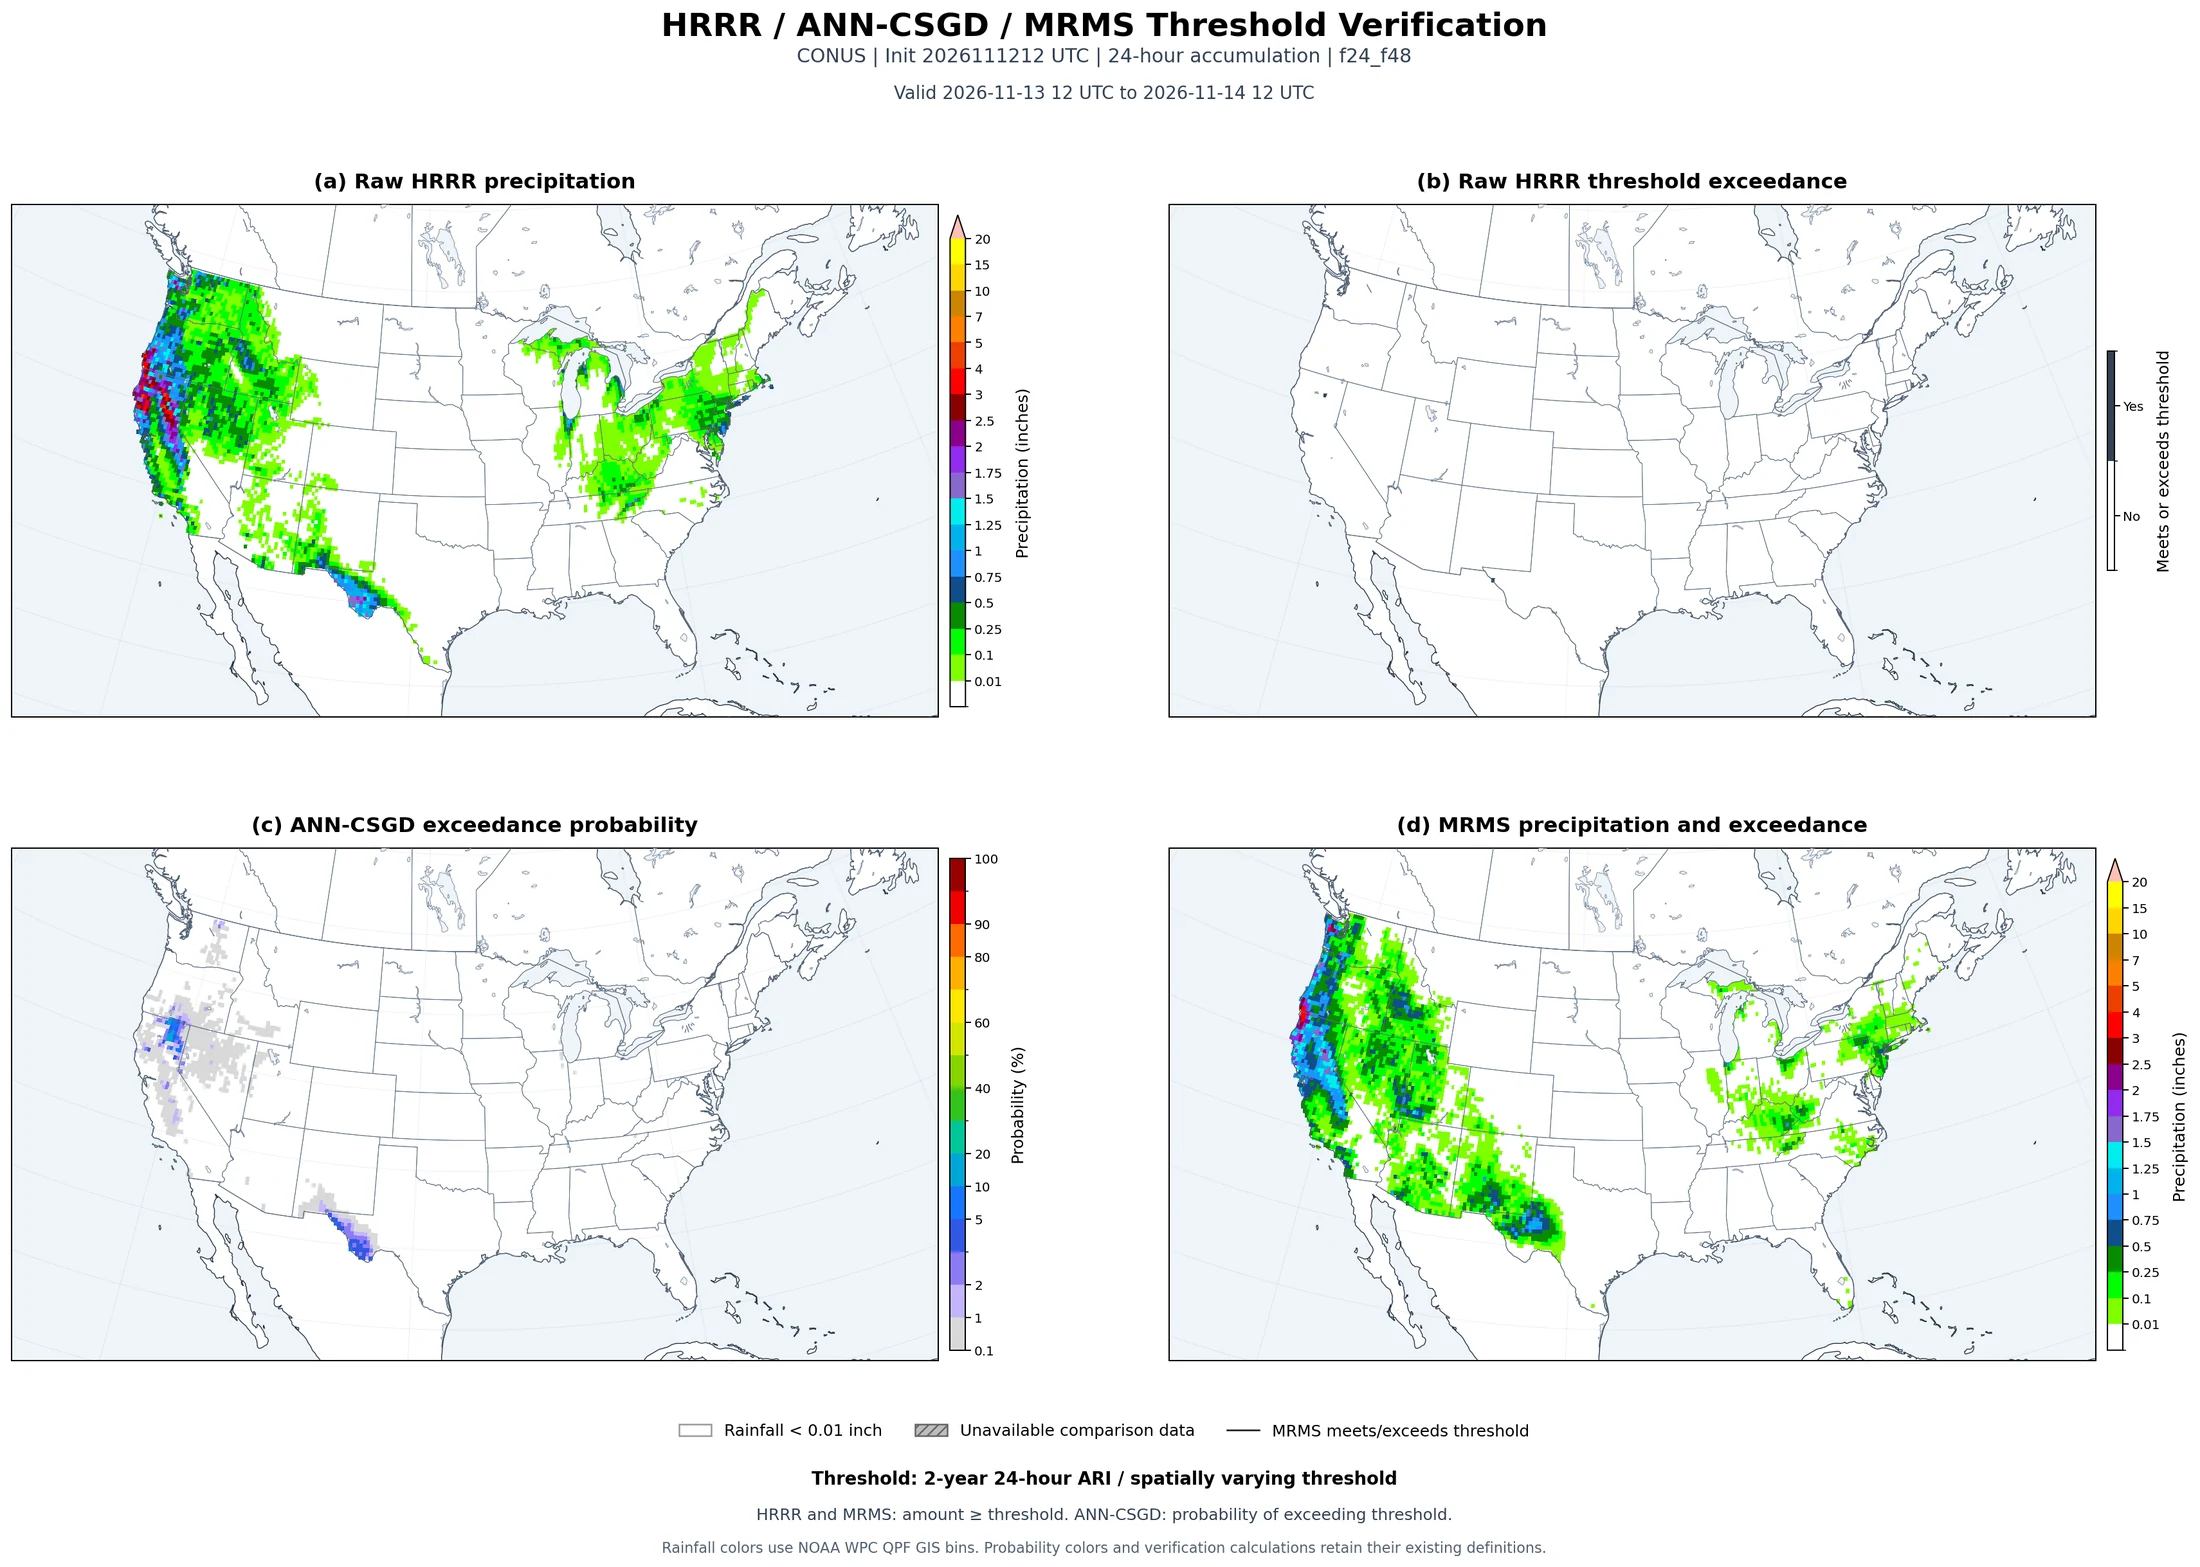 HRRR / ANN-CSGD / MRMS Threshold Verification
CONUS | Init 2026111212 UTC | 24-hour accumulation | f24_f48
Valid 2026-11-13 12 UTC to 2026-11-14 12 UTC
(a) Raw HRRR precipitation
20
15
10
7
5
4
3
2.5
2
1.75
1.5
1.25
1
0.75
0.5
0.25
0.1
0.01
Precipitation (inches)
(b) Raw HRRR threshold exceedance
Yes
No
Meets or exceeds threshold
(c) ANN-CSGD exceedance probability
100
90
80
60
40
20
10
5
2
1
0.1
Probability (%)
(d) MRMS precipitation and exceedance
20
15
10
7
5
4
3
2.5
2
1.75
1.5
1.25
1
0.75
0.5
0.25
0.1
0.01
Precipitation (inches)
Rainfall < 0.01 inch
Unavailable comparison data
MRMS meets/exceeds threshold
Threshold: 2-year 24-hour ARI / spatially varying threshold
HRRR and MRMS: amount ≥ threshold. ANN-CSGD: probability of exceeding threshold.
Rainfall colors use NOAA WPC QPF GIS bins. Probability colors and verification calculations retain their existing definitions.